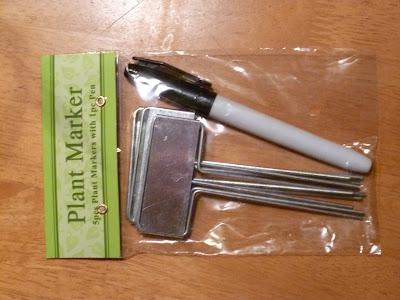 Plant Marker
5pcs Plant Markers with 1pc Pen